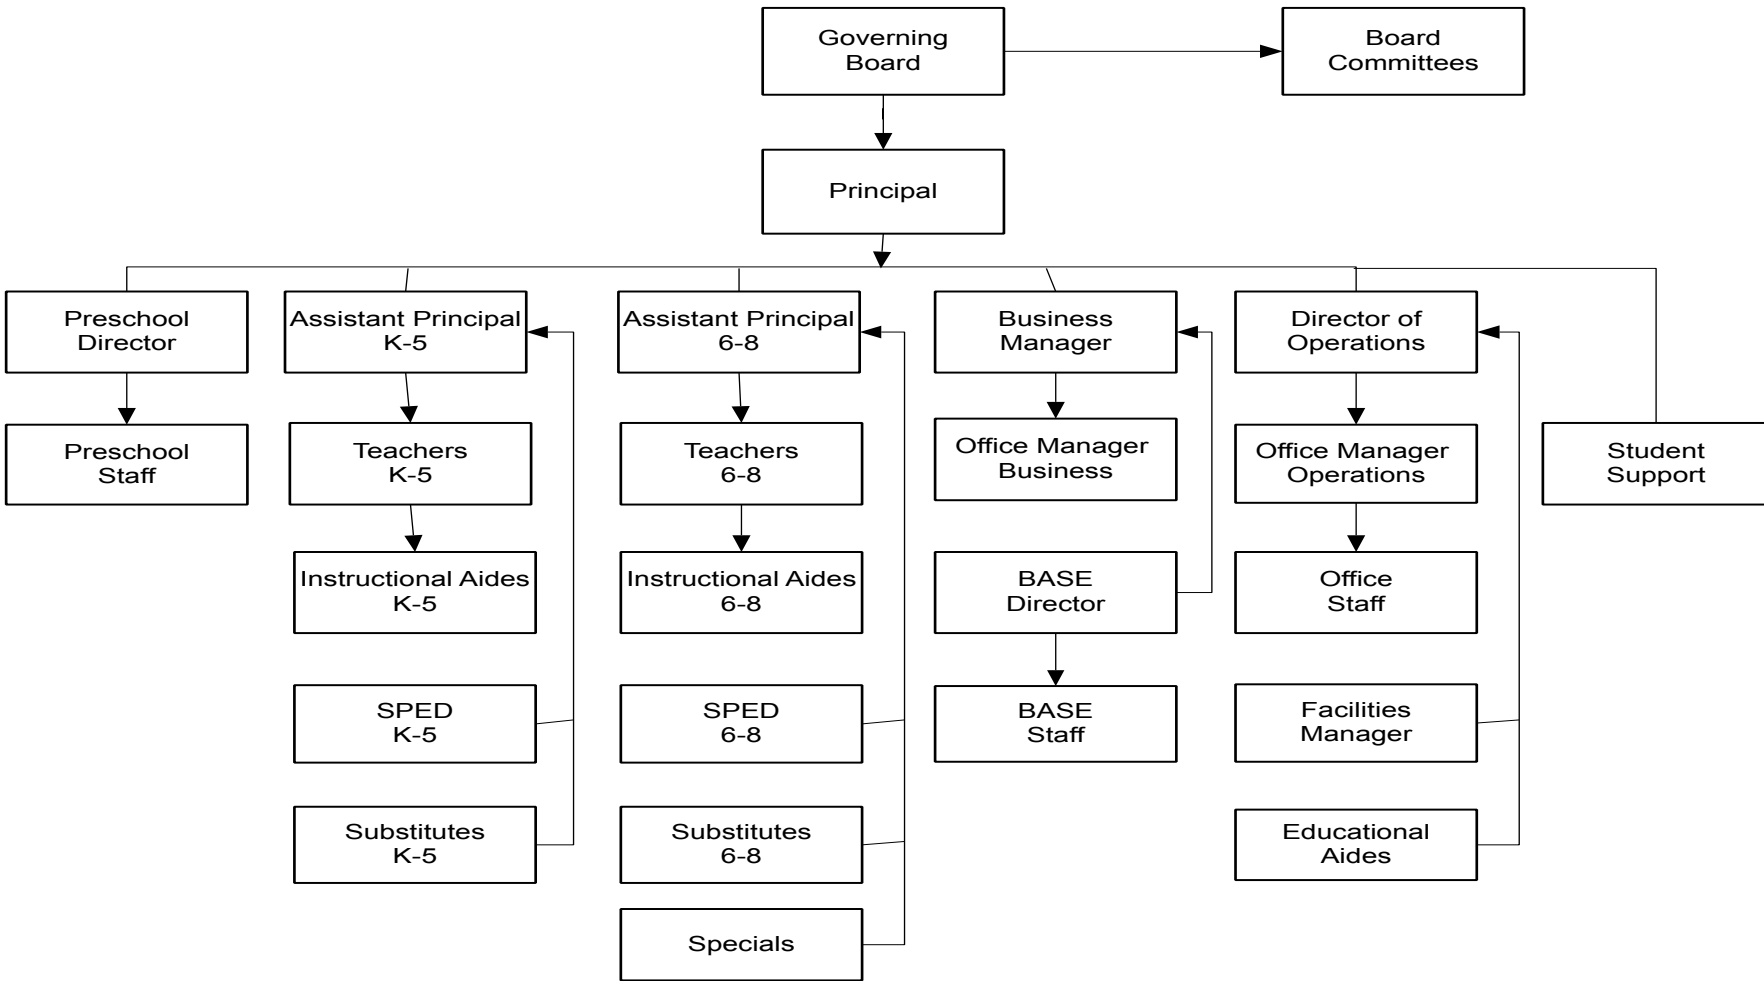 Governing
Board
Board
Committees
Principal
Preschool
Director
Assistant Principal
K-5
Assistant Principal
6-8
Business
Manager
Director of
Operations
Preschool
Staff
Teachers
K-5
Teachers
6-8
Office Manager
Business
Office Manager
Operations
Student
Support
Instructional Aides
K-5
Instructional Aides
6-8
BASE
Director
Office
Staff
SPED
K-5
SPED
6-8
BASE
Staff
Facilities
Manager
Substitutes
K-5
Substitutes
6-8
Educational
Aides
Specials